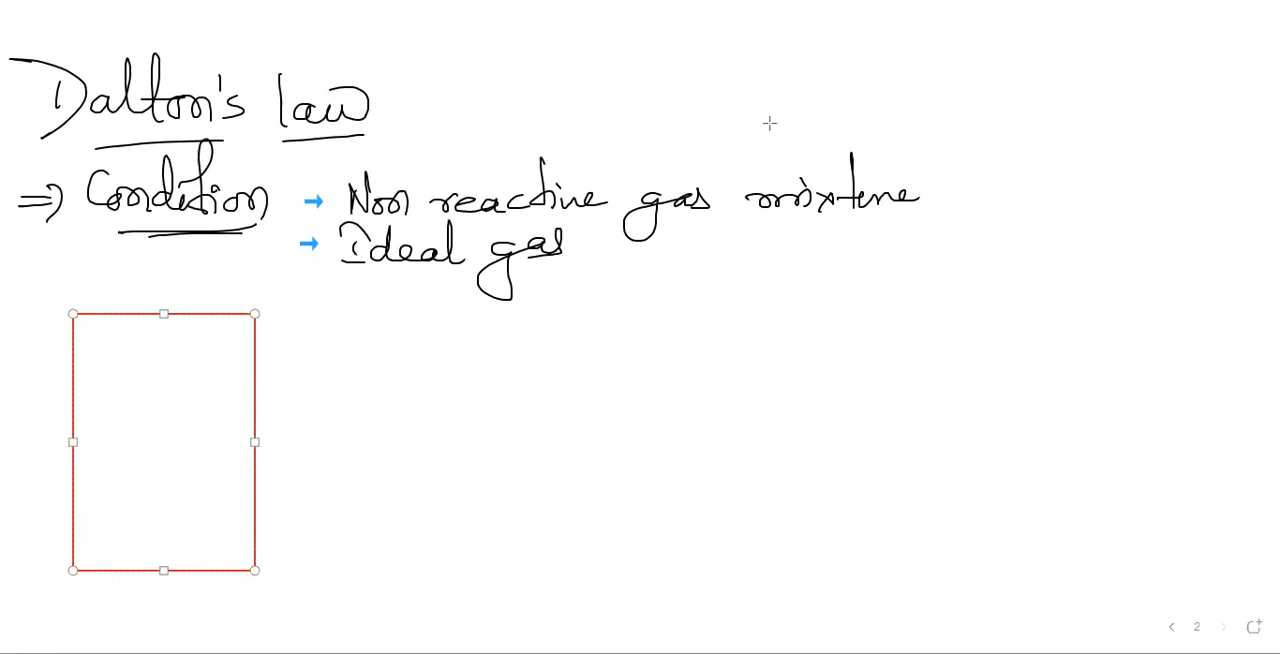 Dalton's law
⇒ Condition → Non reactive gas mixture
→ Ideal gas
2